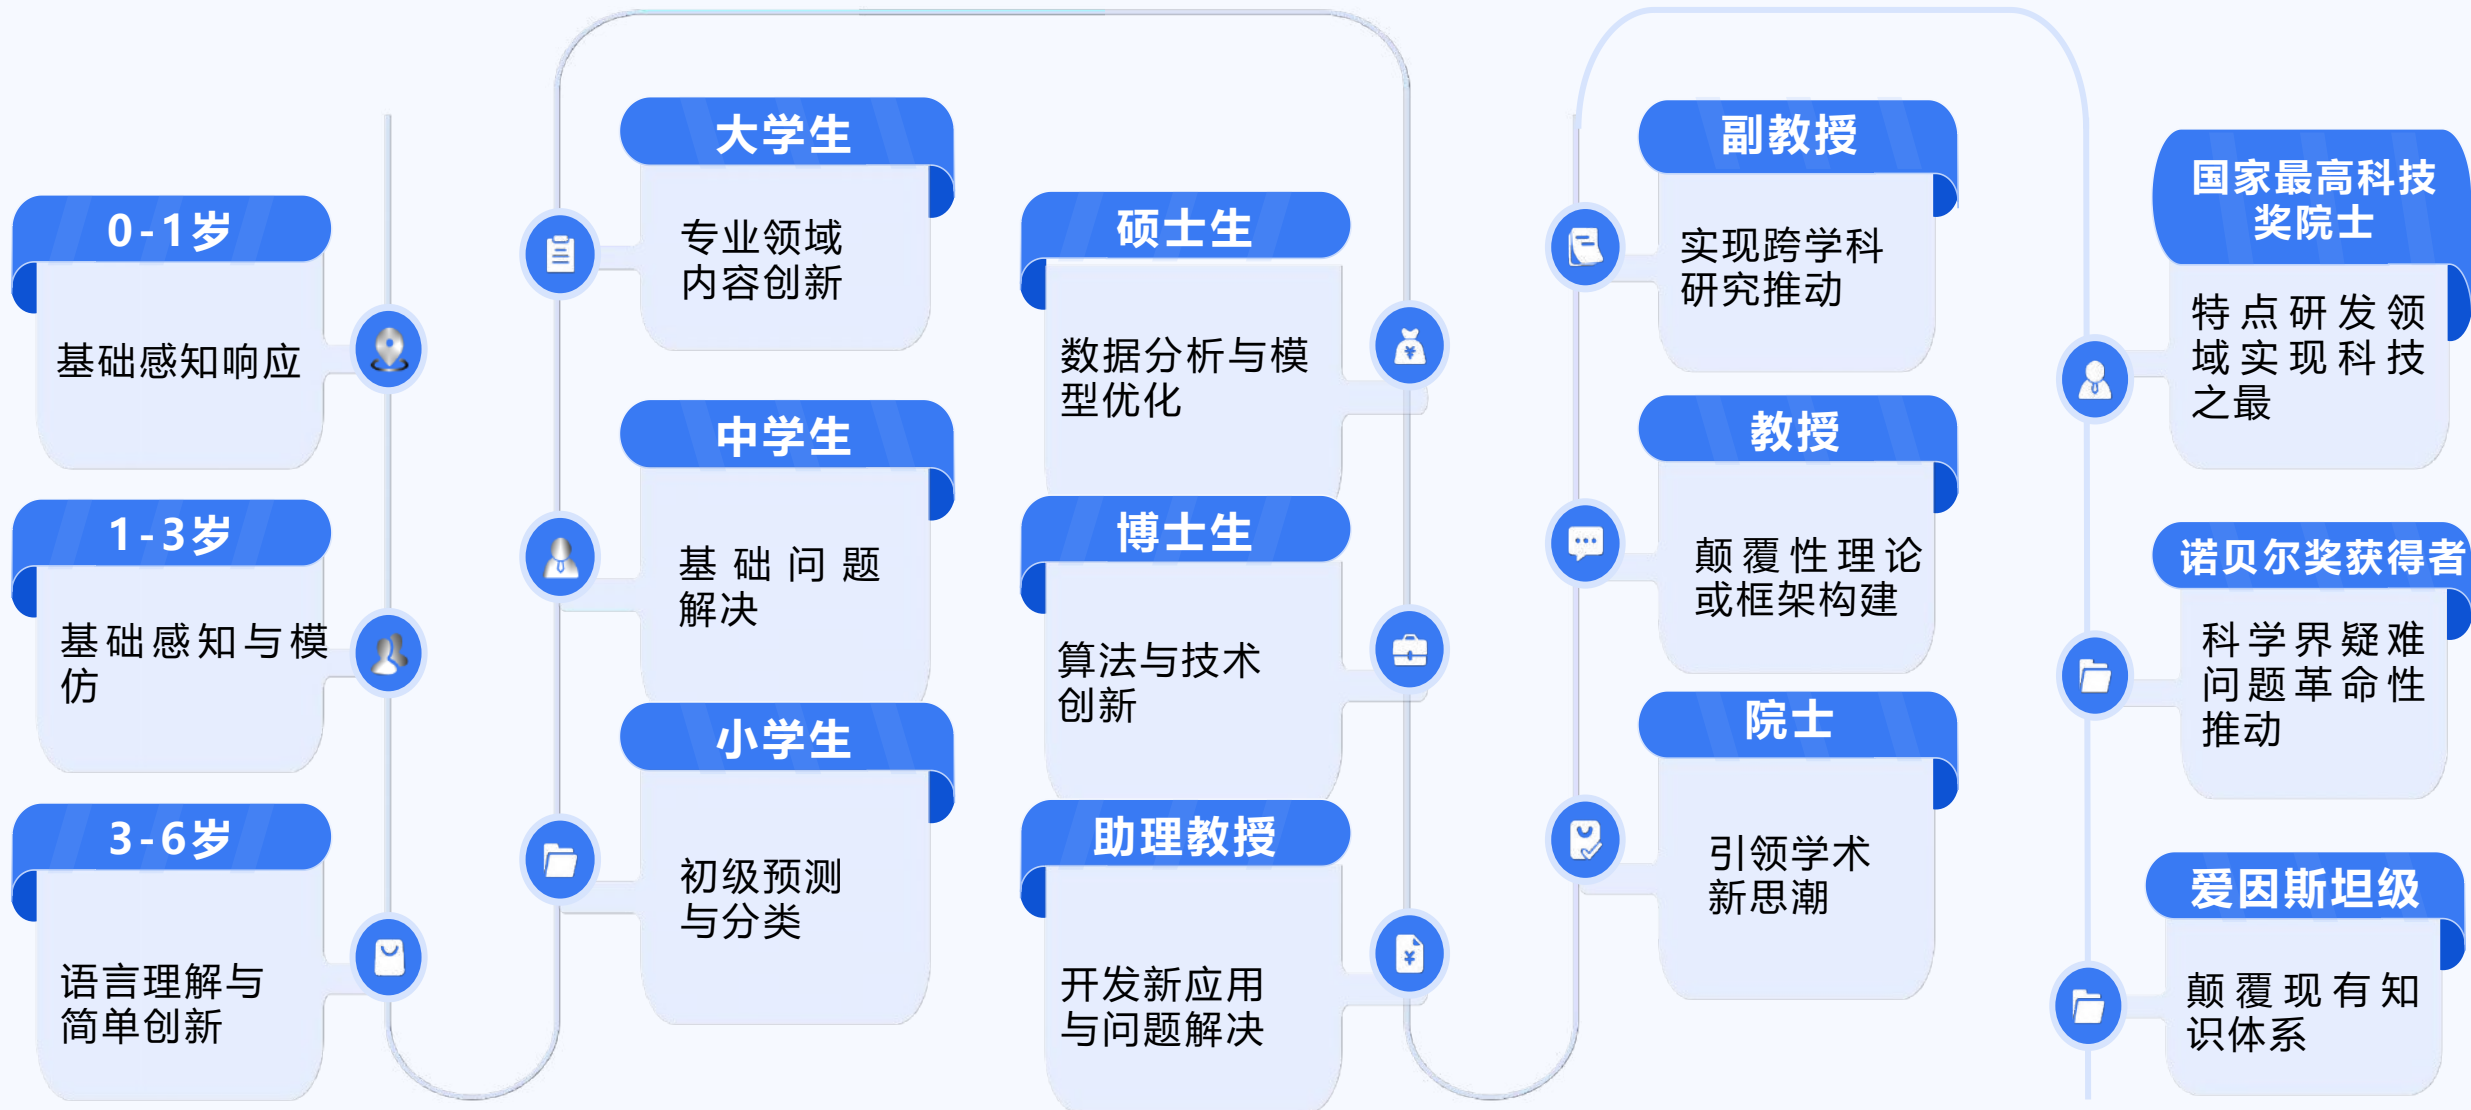 0-1岁
基础感知响应
1-3岁
基础感知与模
仿
3-6岁
语言理解与
简单创新
大学生
专业领域
内容创新
中学生
基础问题
解决
小学生
初级预测
与分类
硕士生
数据分析与模
型优化
博士生
算法与技术
创新
助理教授
开发新应用
与问题解决
副教授
实现跨学科
研究推动
教授
颠覆性理论
或框架构建
院士
引领学术
新思潮
国家最高科技
奖院士
特点研发领
域实现科技
之最
诺贝尔奖获得者
科学界疑难
问题革命性
推动
爱因斯坦级
颠覆现有知
识体系